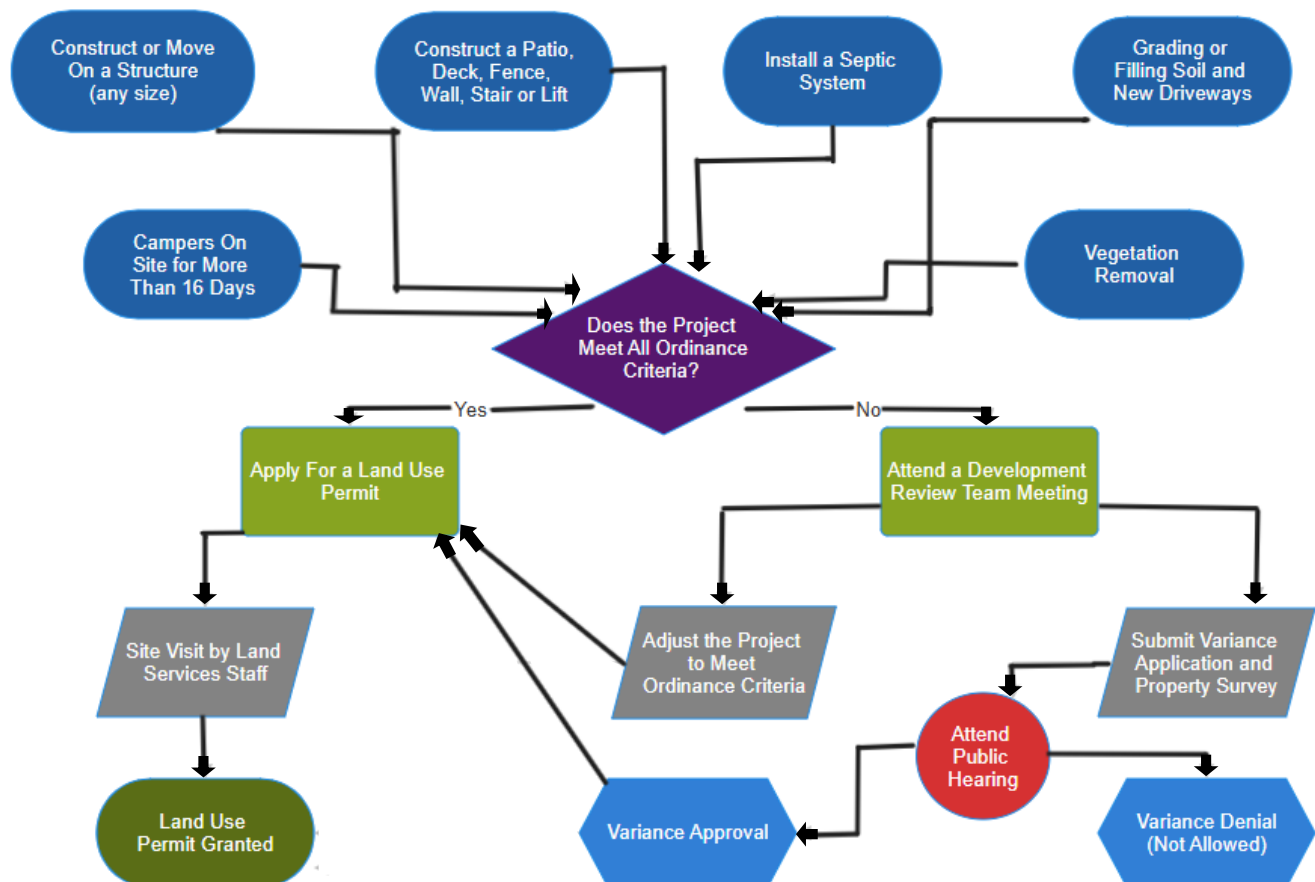 Construct or Move
On a Structure
(any size)
Construct a Patio,
Deck, Fence,
Wall, Stair or Lift
Install a Septic
System
Grading or
Filling Soil and
New Driveways
Campers On
Site for More
Than 16 Days
Vegetation
Removal
Does the Project
Meet All Ordinance
Criteria?
Yes
No
Apply For a Land Use
Permit
Attend a Development
Review Team Meeting
Site Visit by Land
Services Staff
Adjust the Project
to Meet
Ordinance Criteria
Submit Variance
Application and
Property Survey
Attend
Public
Hearing
Land Use
Permit Granted
Variance Approval
Variance Denial
(Not Allowed)